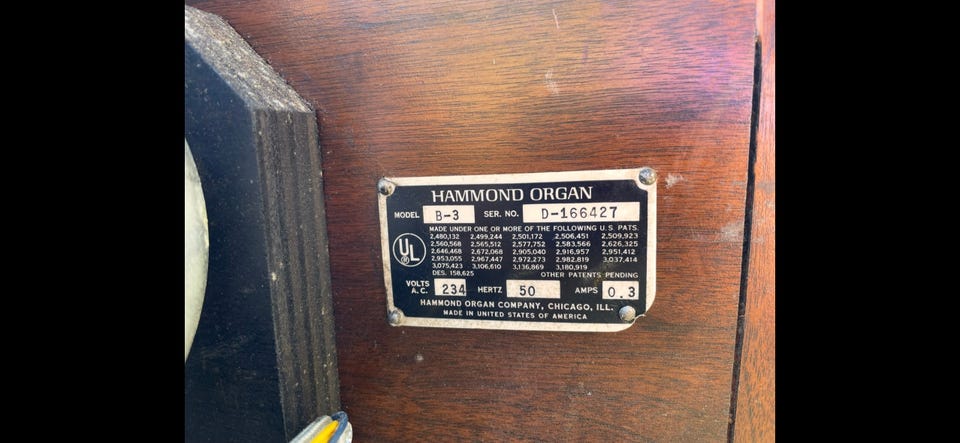 HAMMOND ORGAN
MODEL B-3 SER. NO. D-166427
MADE UNDER ONE OR MORE OF THE FOLLOWING U.S. PATS.
2,480,132 2,499,244 2,501,172 2,506,451 2,509,923
2,560,568 2,565,512 2,577,752 2,583,566 2,626,325
2,646,468 2,672,068 2,905,040 2,916,957 2,951,412
2,953,055 2,967,447 2,972,273 2,982,819 3,037,414
3,075,423 3,106,610 3,136,869 3,180,919
DES. 158,625 OTHER PATENTS PENDING
UL
VOLTS A.C. 234 HERTZ 50 AMPS 0.3
HAMMOND ORGAN COMPANY, CHICAGO, ILL.
MADE IN UNITED STATES OF AMERICA